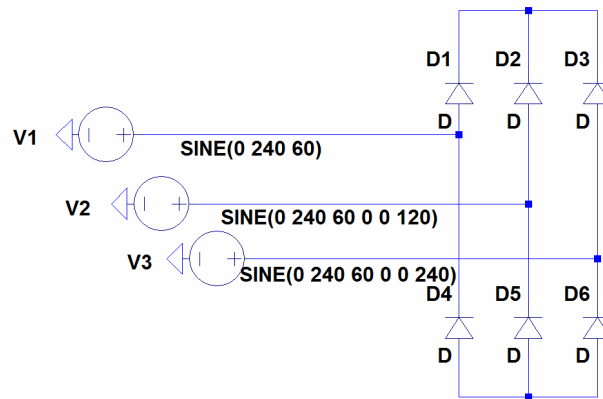 D1 D2 D3
D D D
V1
SINE(0 240 60)
V2
SINE(0 240 60 0 0 120)
V3
SINE(0 240 60 0 0 240)
D4 D5 D6
D D D